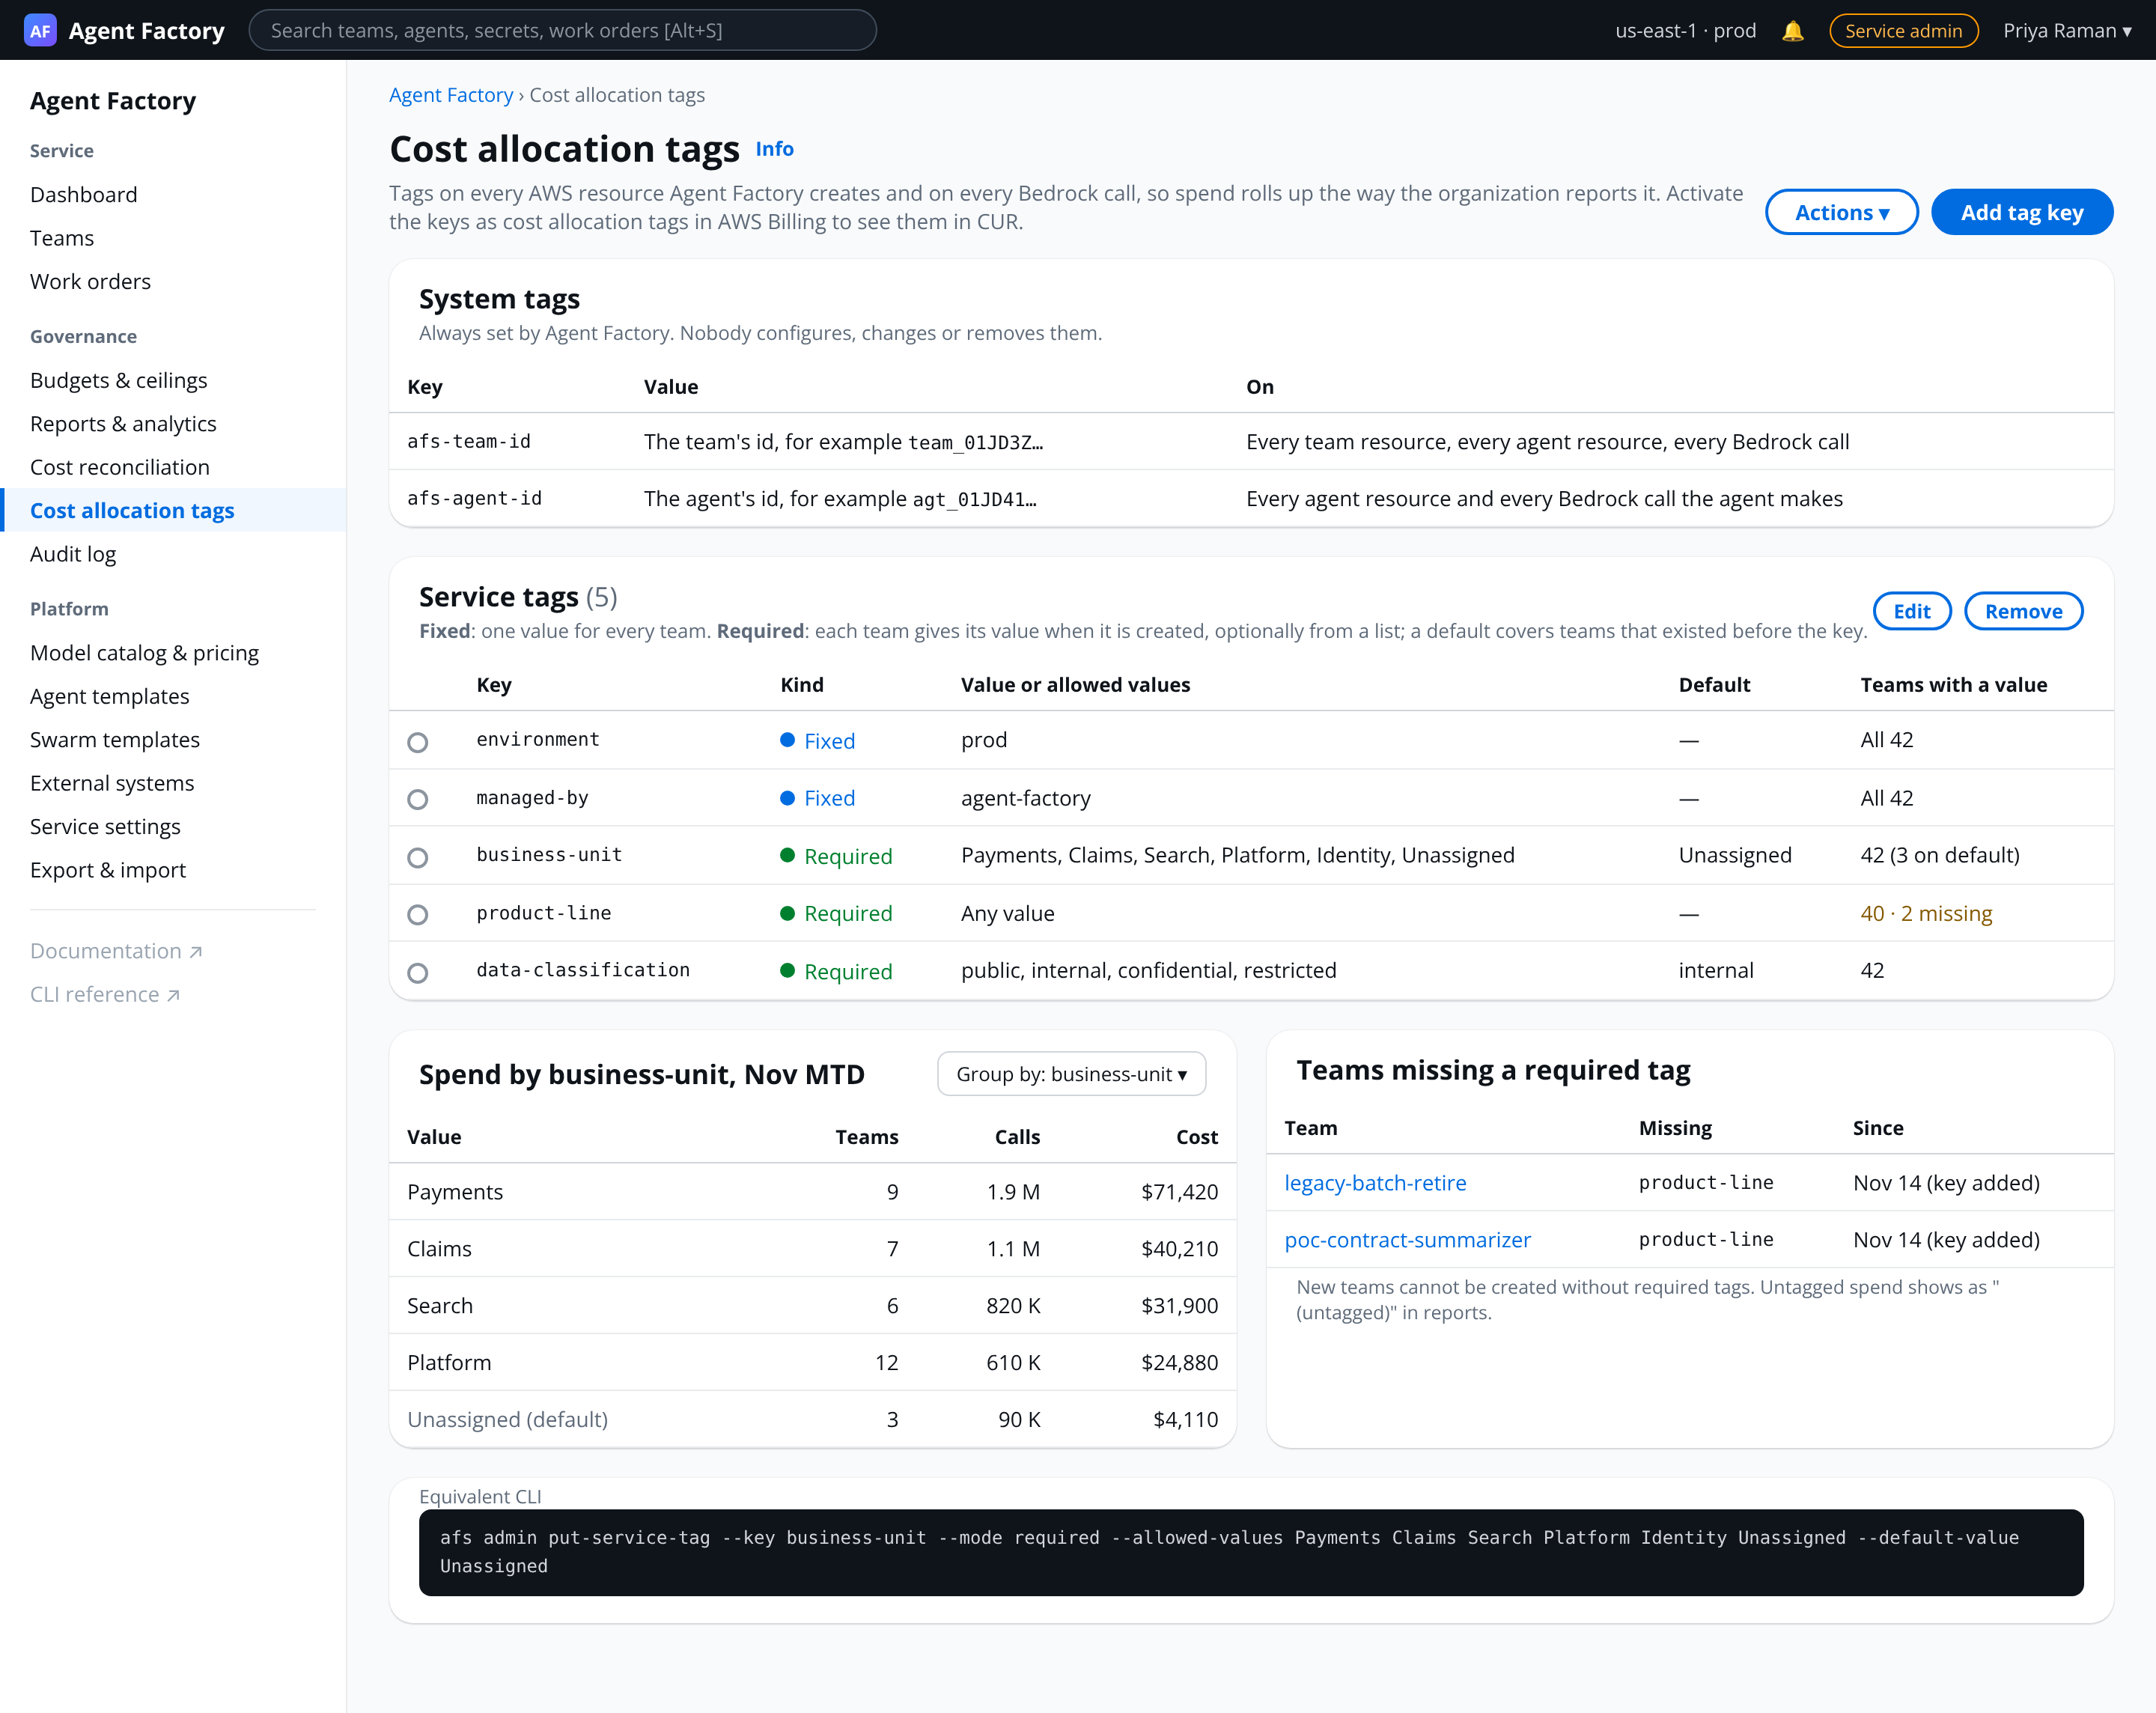 AF Agent Factory Search teams, agents, secrets, work orders [Alt+S] us-east-1 · prod 🔔 Service admin Priya Raman ▾
Agent Factory
Service
Dashboard
Teams
Work orders
Governance
Budgets & ceilings
Reports & analytics
Cost reconciliation
Cost allocation tags
Audit log
Platform
Model catalog & pricing
Agent templates
Swarm templates
External systems
Service settings
Export & import
Documentation ↗
CLI reference ↗
Agent Factory › Cost allocation tags
Cost allocation tags Info
Tags on every AWS resource Agent Factory creates and on every Bedrock call, so spend rolls up the way the organization reports it. Activate
the keys as cost allocation tags in AWS Billing to see them in CUR.
Actions ▾ Add tag key
System tags
Always set by Agent Factory. Nobody configures, changes or removes them.
Key Value On
afs-team-id The team's id, for example team_01JD3Z… Every team resource, every agent resource, every Bedrock call
afs-agent-id The agent's id, for example agt_01JD41… Every agent resource and every Bedrock call the agent makes
Service tags (5)
Fixed: one value for every team. Required: each team gives its value when it is created, optionally from a list; a default covers teams that existed before the key.
Edit Remove
Key Kind Value or allowed values Default Teams with a value
environment Fixed prod — All 42
managed-by Fixed agent-factory — All 42
business-unit Required Payments, Claims, Search, Platform, Identity, Unassigned Unassigned 42 (3 on default)
product-line Required Any value — 40 · 2 missing
data-classification Required public, internal, confidential, restricted internal 42
Spend by business-unit, Nov MTD Group by: business-unit ▾
Value Teams Calls Cost
Payments 9 1.9 M $71,420
Claims 7 1.1 M $40,210
Search 6 820 K $31,900
Platform 12 610 K $24,880
Unassigned (default) 3 90 K $4,110
Teams missing a required tag
Team Missing Since
legacy-batch-retire product-line Nov 14 (key added)
poc-contract-summarizer product-line Nov 14 (key added)
New teams cannot be created without required tags. Untagged spend shows as "
(untagged)" in reports.
Equivalent CLI
afs admin put-service-tag --key business-unit --mode required --allowed-values Payments Claims Search Platform Identity Unassigned --default-value
Unassigned